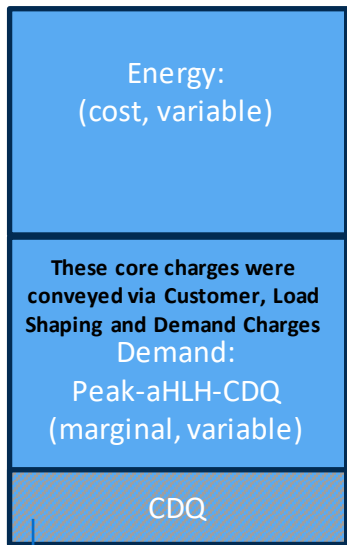 Energy:
(cost, variable)
These core charges were
conveyed via Customer, Load
Shaping and Demand Charges
Demand:
Peak-aHLH-CDQ
(marginal, variable)
CDQ